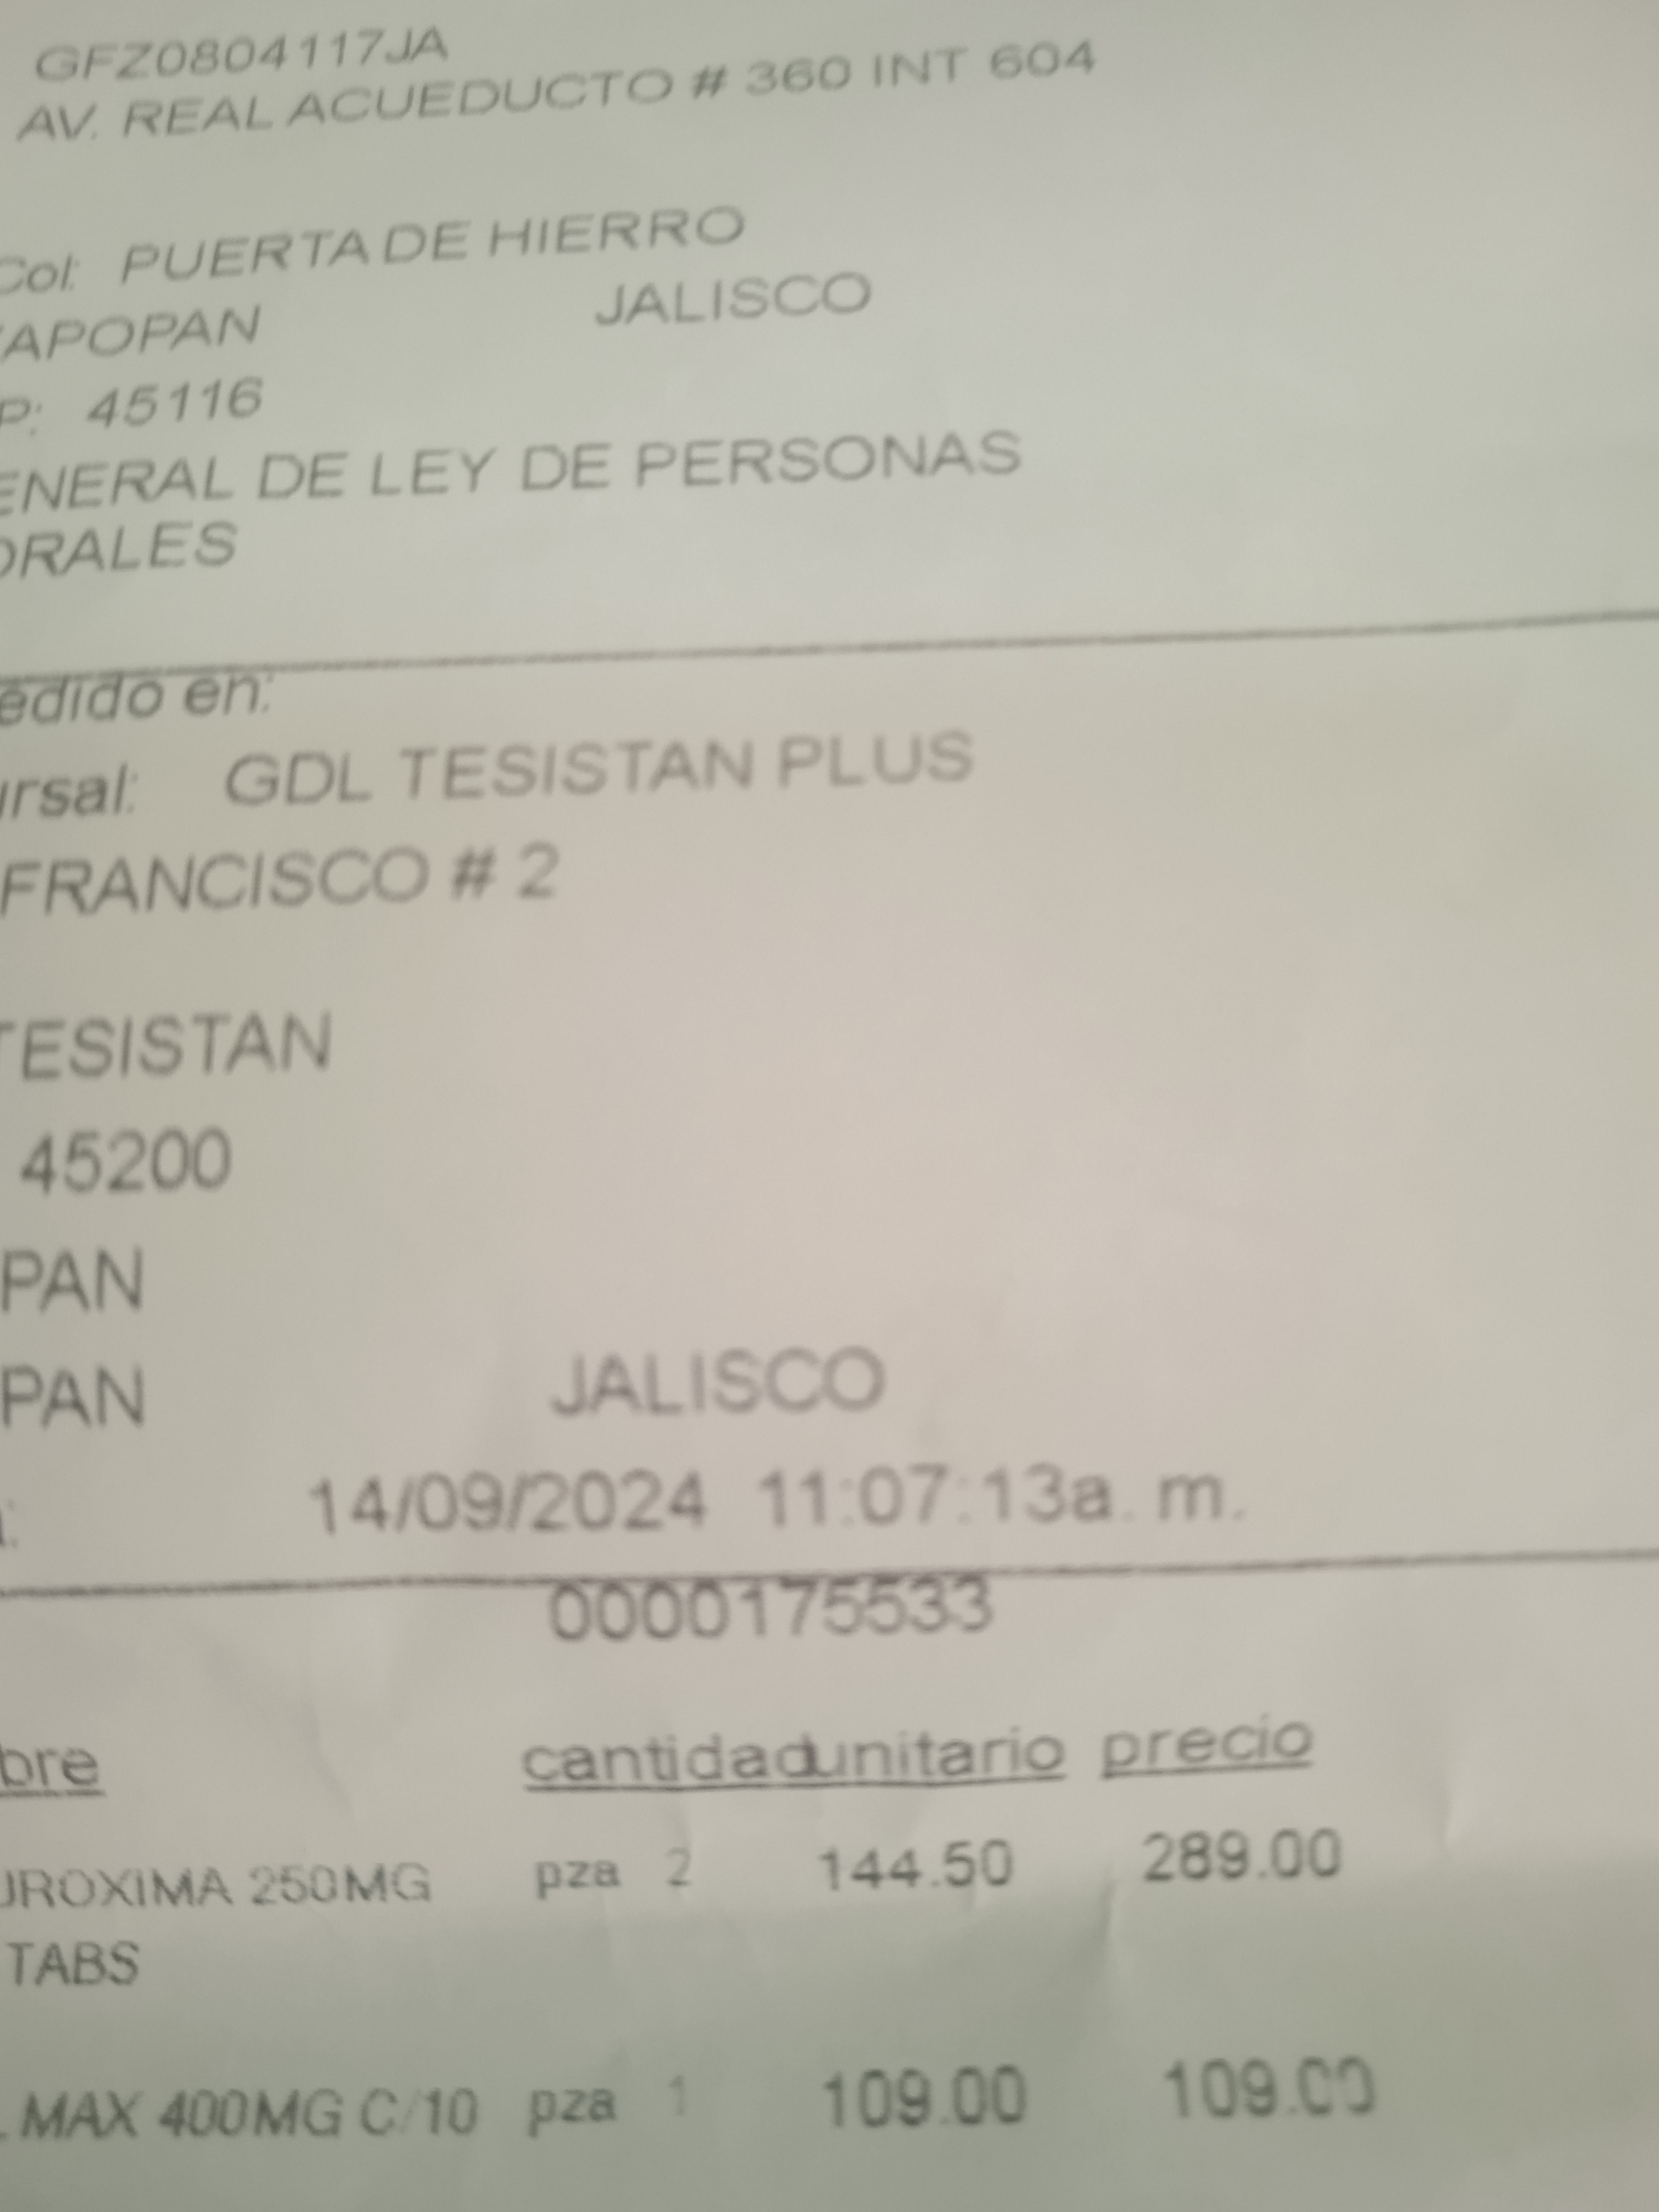 GFZ0804117JA
AV. REAL ACUEDUCTO # 360 INT 604
Col: PUERTA DE HIERRO
APOPAN JALISCO
P: 45116
ENERAL DE LEY DE PERSONAS
ORALES
edido en:
ursal: GDL TESISTAN PLUS
FRANCISCO # 2
TESISTAN
45200
PAN
PAN JALISCO
14/09/2024 11:07:13a. m.
0000175533
bre cantidad unitario precio
UROXIMA 250MG pza 2 144.50 289.00
TABS
MAX 400MG C/10 pza 1 109.00 109.00